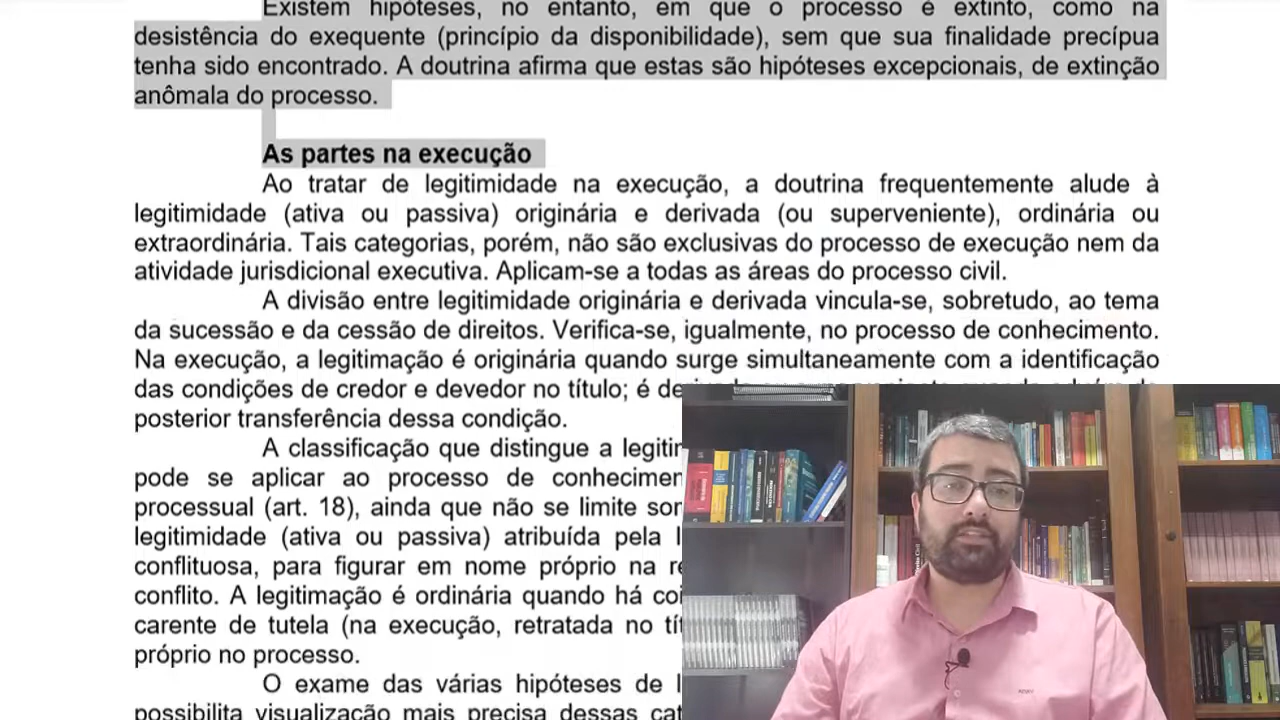 Existem hipóteses, no entanto, em que o processo é extinto, como na
desistência do exequente (princípio da disponibilidade), sem que sua finalidade precípua
tenha sido encontrado. A doutrina afirma que estas são hipóteses excepcionais, de extinção
anômala do processo.
As partes na execução
Ao tratar de legitimidade na execução, a doutrina frequentemente alude à
legitimidade (ativa ou passiva) originária e derivada (ou superveniente), ordinária ou
extraordinária. Tais categorias, porém, não são exclusivas do processo de execução nem da
atividade jurisdicional executiva. Aplicam-se a todas as áreas do processo civil.
A divisão entre legitimidade originária e derivada vincula-se, sobretudo, ao tema
da sucessão e da cessão de direitos. Verifica-se, igualmente, no processo de conhecimento.
Na execução, a legitimação é originária quando surge simultaneamente com a identificação
das condições de credor e devedor no título; é
posterior transferência dessa condição.
A classificação que distingue a
pode se aplicar ao processo de
processual (art. 18), ainda que não se limite
legitimidade (ativa ou passiva) atribuída pela
conflituosa, para figurar em nome próprio na
conflito. A legitimação é ordinária quando há
carente de tutela (na execução, retratada no
próprio no processo.
O exame das várias hipóteses de
possibilita visualização mais precisa dessas